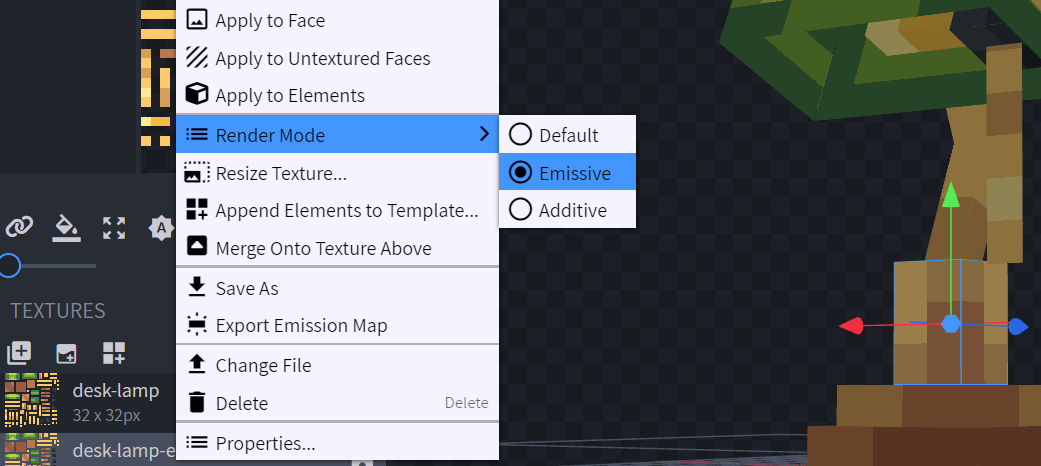 Apply to Face
Apply to Untextured Faces
Apply to Elements
Render Mode
Default
Resize Texture...
Emissive
Append Elements to Template...
Additive
Merge Onto Texture Above
A
Save As
TEXTURES
Export Emission Map
Change File
desk-lamp
Delete Delete
32 x 32px
Properties...
desk-lamp-e